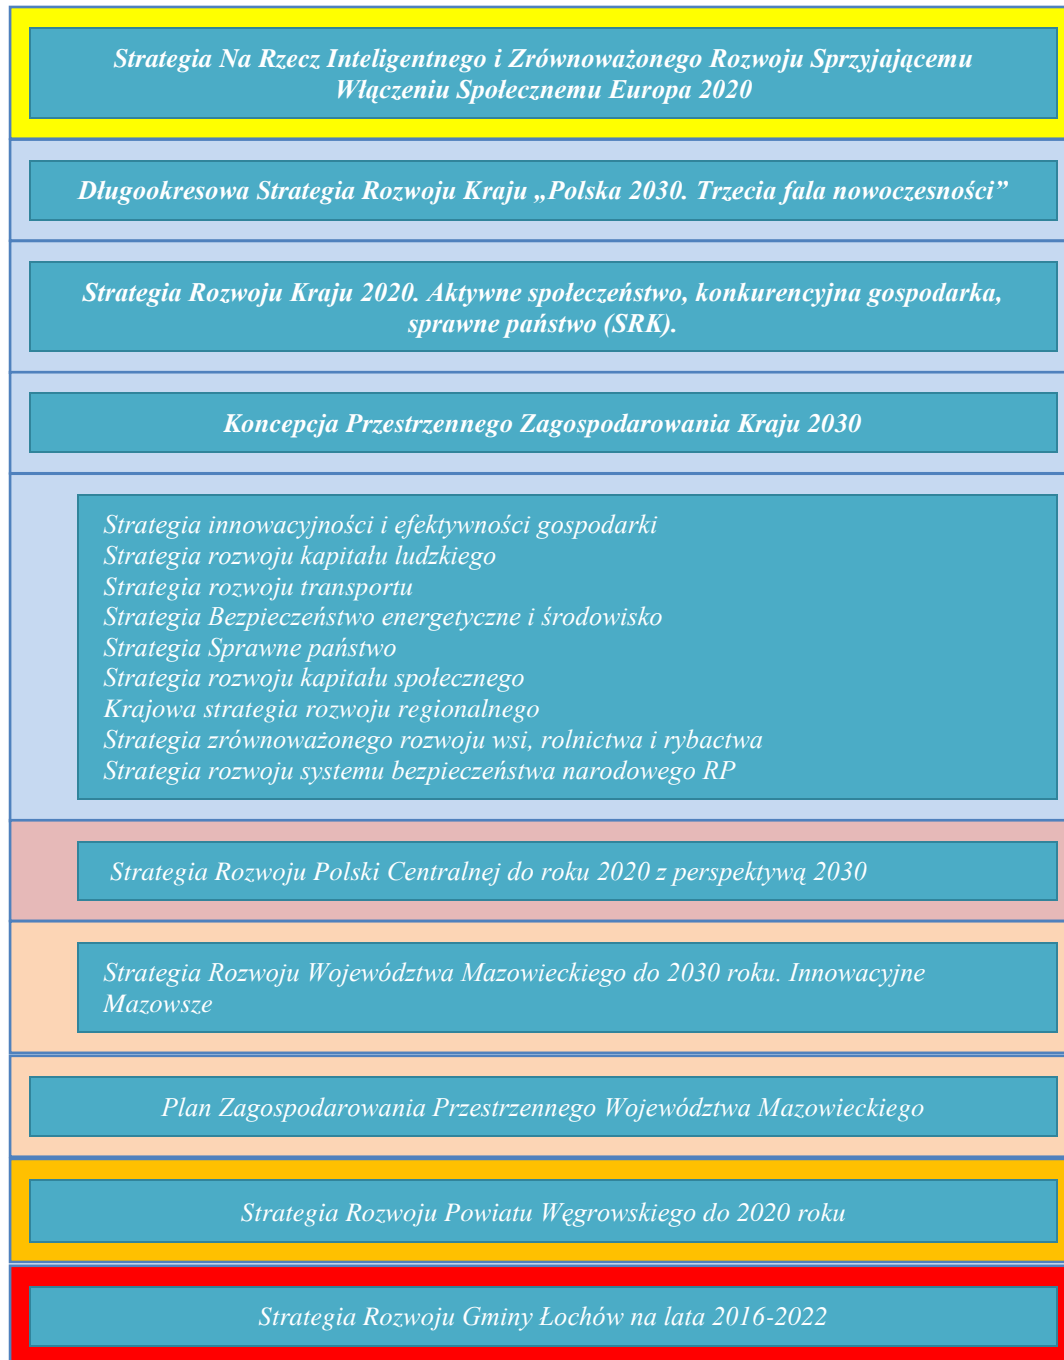 Strategia Na Rzecz Inteligentnego i Zrównoważonego Rozwoju Sprzyjającemu
Włączeniu Społecznemu Europa 2020
Długookresowa Strategia Rozwoju Kraju „Polska 2030. Trzecia fala nowoczesności”
Strategia Rozwoju Kraju 2020. Aktywne społeczeństwo, konkurencyjna gospodarka,
sprawne państwo (SRK).
Koncepcja Przestrzennego Zagospodarowania Kraju 2030
Strategia innowacyjności i efektywności gospodarki
Strategia rozwoju kapitału ludzkiego
Strategia rozwoju transportu
Strategia Bezpieczeństwo energetyczne i środowisko
Strategia Sprawne państwo
Strategia rozwoju kapitału społecznego
Krajowa strategia rozwoju regionalnego
Strategia zrównoważonego rozwoju wsi, rolnictwa i rybactwa
Strategia rozwoju systemu bezpieczeństwa narodowego RP
Strategia Rozwoju Polski Centralnej do roku 2020 z perspektywą 2030
Strategia Rozwoju Województwa Mazowieckiego do 2030 roku. Innowacyjne
Mazowsze
Plan Zagospodarowania Przestrzennego Województwa Mazowieckiego
Strategia Rozwoju Powiatu Węgrowskiego do 2020 roku
Strategia Rozwoju Gminy Łochów na lata 2016-2022